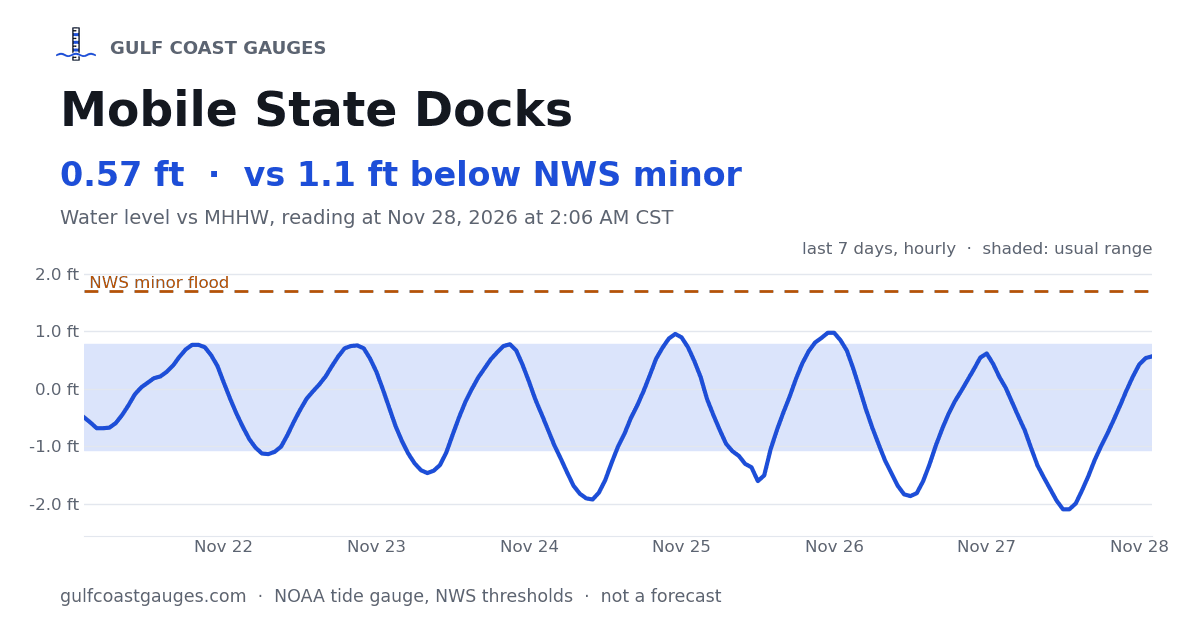 GULF COAST GAUGES
Mobile State Docks
0.57 ft · vs 1.1 ft below NWS minor
Water level vs MHHW, reading at Nov 28, 2026 at 2:06 AM CST
last 7 days, hourly · shaded: usual range
2.0 ft
NWS minor flood
1.0 ft
0.0 ft
-1.0 ft
-2.0 ft
Nov 22 Nov 23 Nov 24 Nov 25 Nov 26 Nov 27 Nov 28
gulfcoastgauges.com · NOAA tide gauge, NWS thresholds · not a forecast